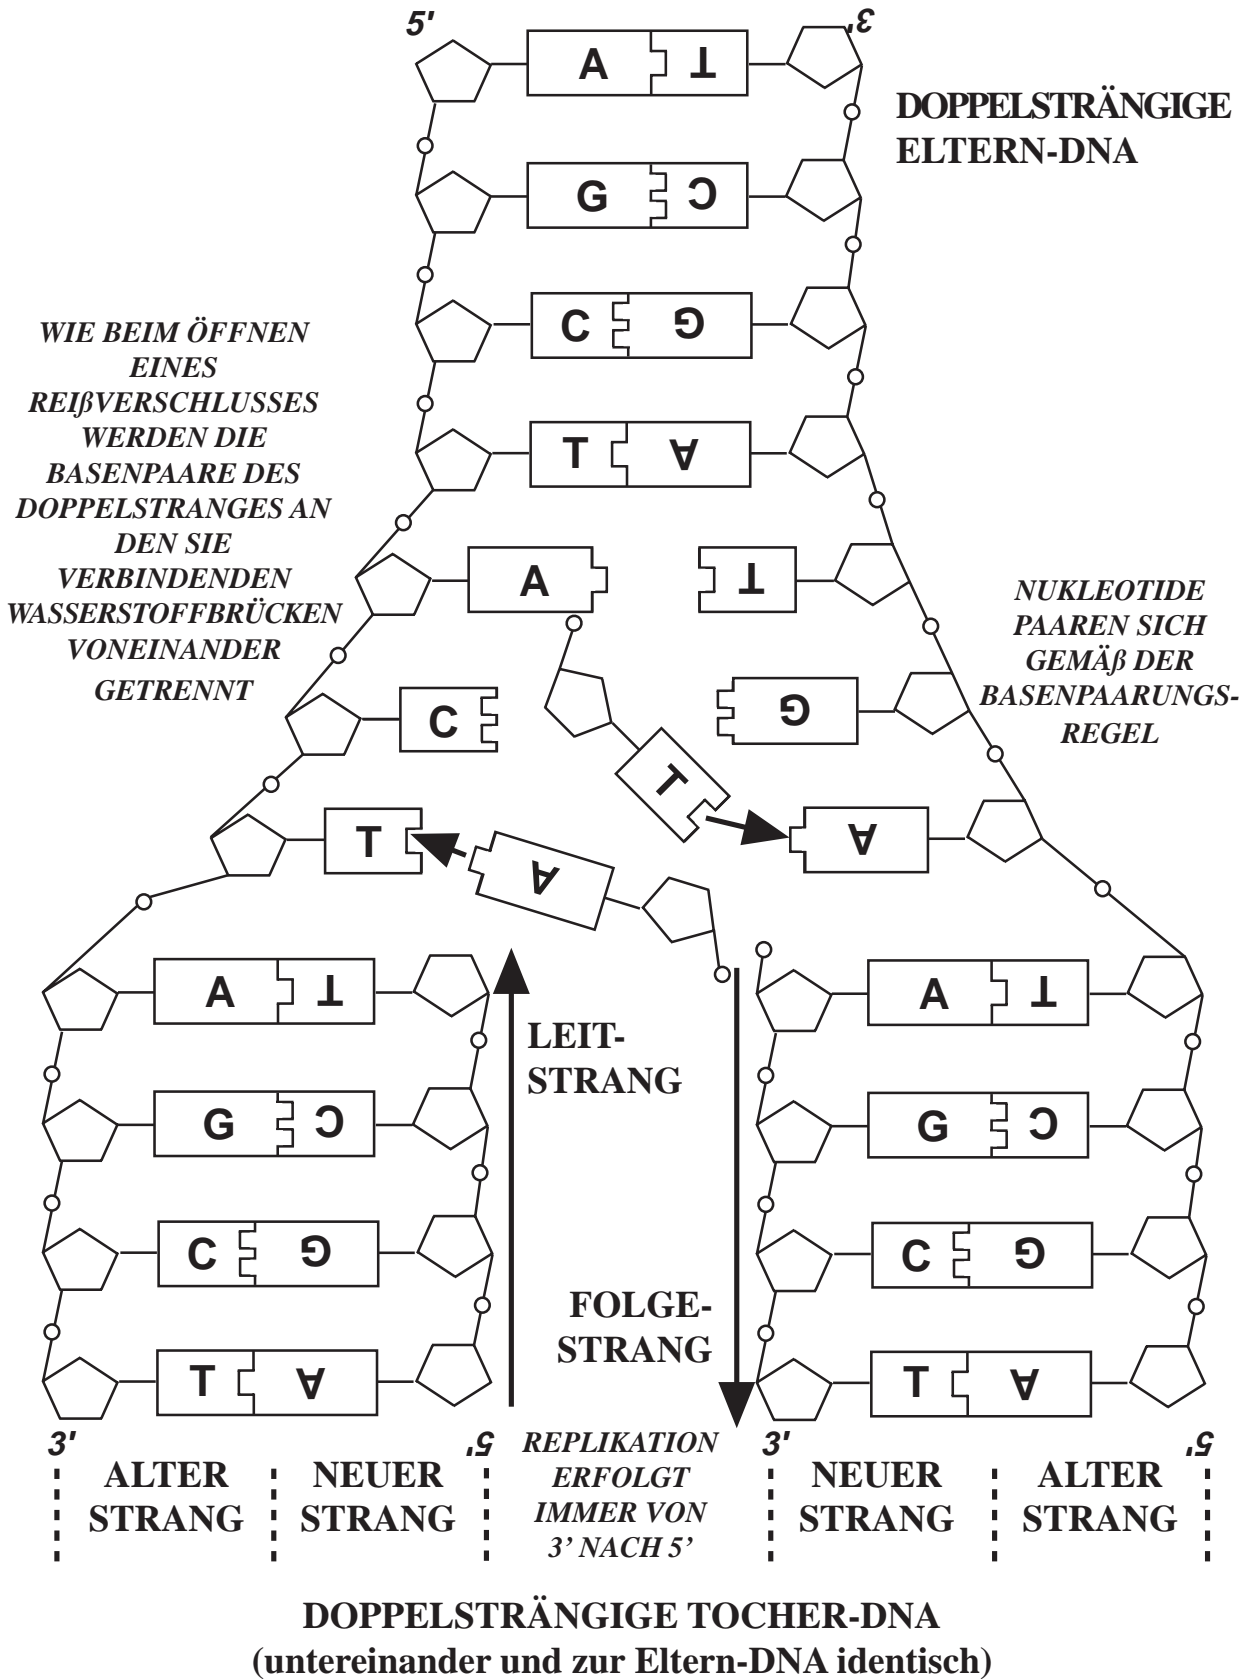 5' 3'
A T
DOPPELSTRÄNGIGE
ELTERN-DNA
G C
C G
WIE BEIM ÖFFNEN
EINES
REIßVERSCHLUSSES
WERDEN DIE
BASENPAARE DES
DOPPELSTRANGES AN
DEN SIE
VERBINDENDEN
WASSERSTOFFBRÜCKEN
VONEINANDER
GETRENNT
T A
A T
NUKLEOTIDE
PAAREN SICH
GEMÄß DER
BASENPAARUNGS-
REGEL
C G
T
T A
A
A T
A T
LEIT-
STRANG
G C
G C
C G
C G
FOLGE-
STRANG
T A
T A
3' 5'
3' 5'
ALTER
STRANG
NEUER
STRANG
REPLIKATION
ERFOLGT
IMMER VON
3’ NACH 5’
NEUER
STRANG
ALTER
STRANG
DOPPELSTRÄNGIGE TOCHER-DNA
(untereinander und zur Eltern-DNA identisch)